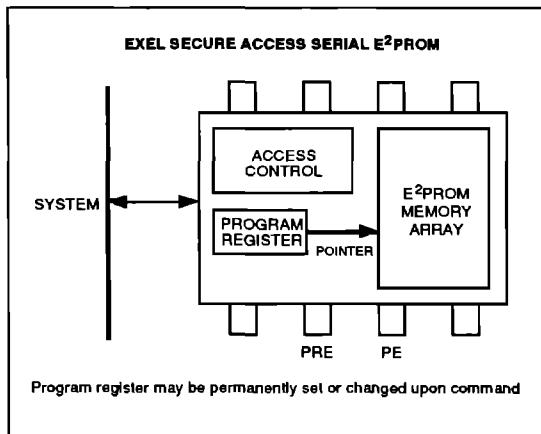 EXEL SECURE ACCESS SERIAL E²PROM
ACCESS
CONTROL
E²PROM
MEMORY
ARRAY
SYSTEM
PROGRAM
REGISTER
POINTER
PRE
PE
Program register may be permanently set or changed upon command